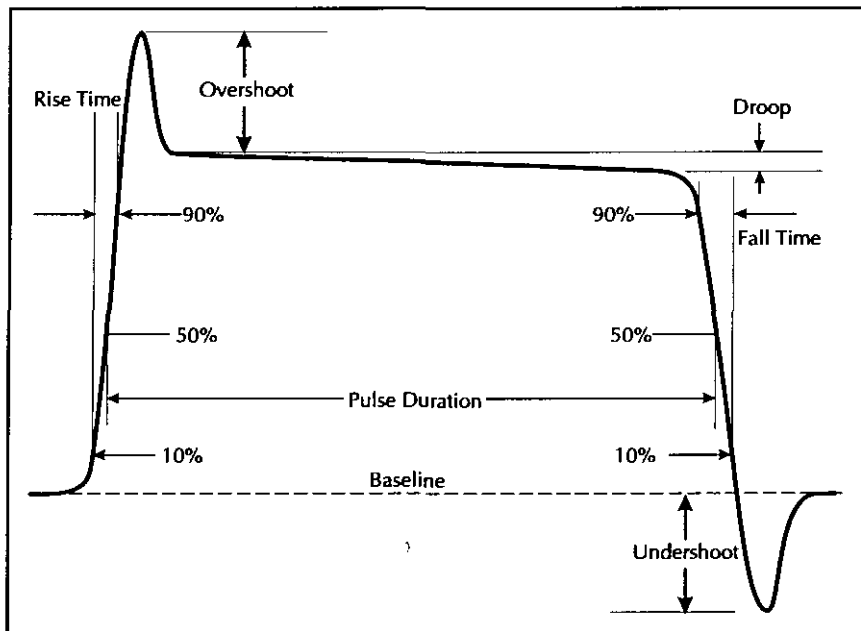 Rise Time
Overshoot
Droop
90%
90%
Fall Time
50%
50%
Pulse Duration
10%
10%
Baseline
Undershoot